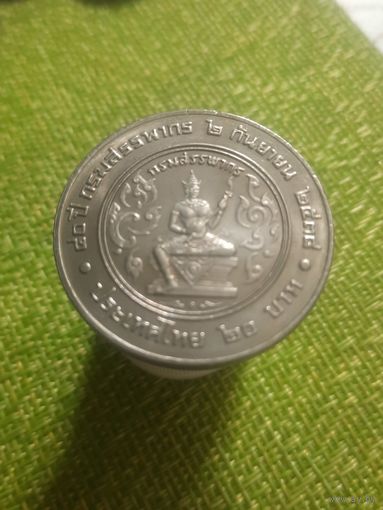 ๘๐ ปี กรมสรรพากร ๒ กันยายน ๒๕๓๘
กรมสรรพากร
ประเทศไทย ๒๐ บาท